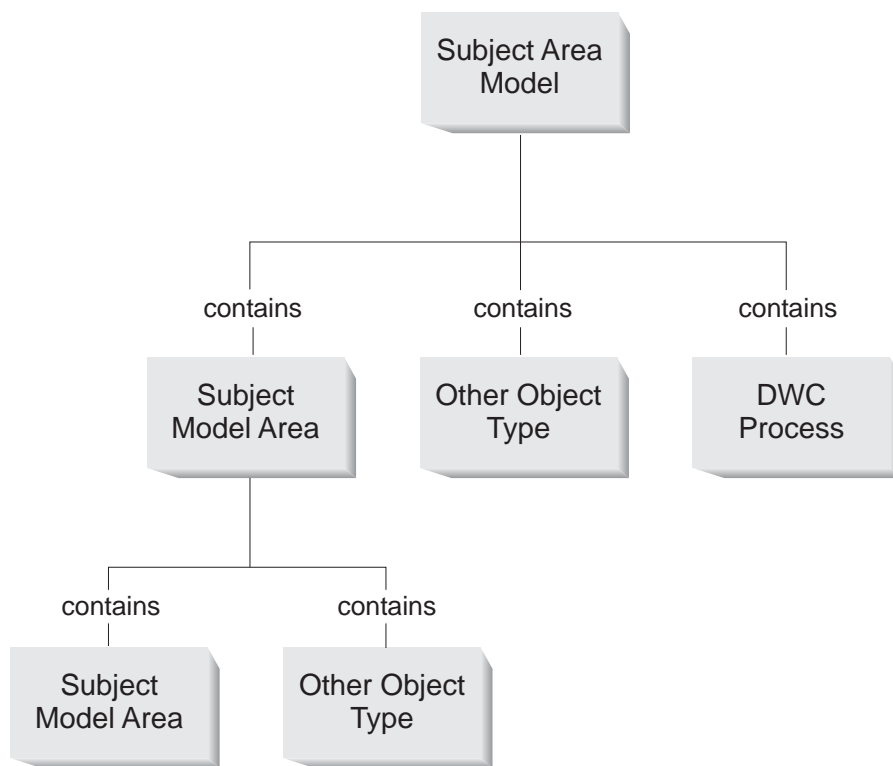 Subject Area
Model
contains
contains
contains
Subject
Model Area
Other Object
Type
DWC
Process
contains
contains
Subject
Model Area
Other Object
Type